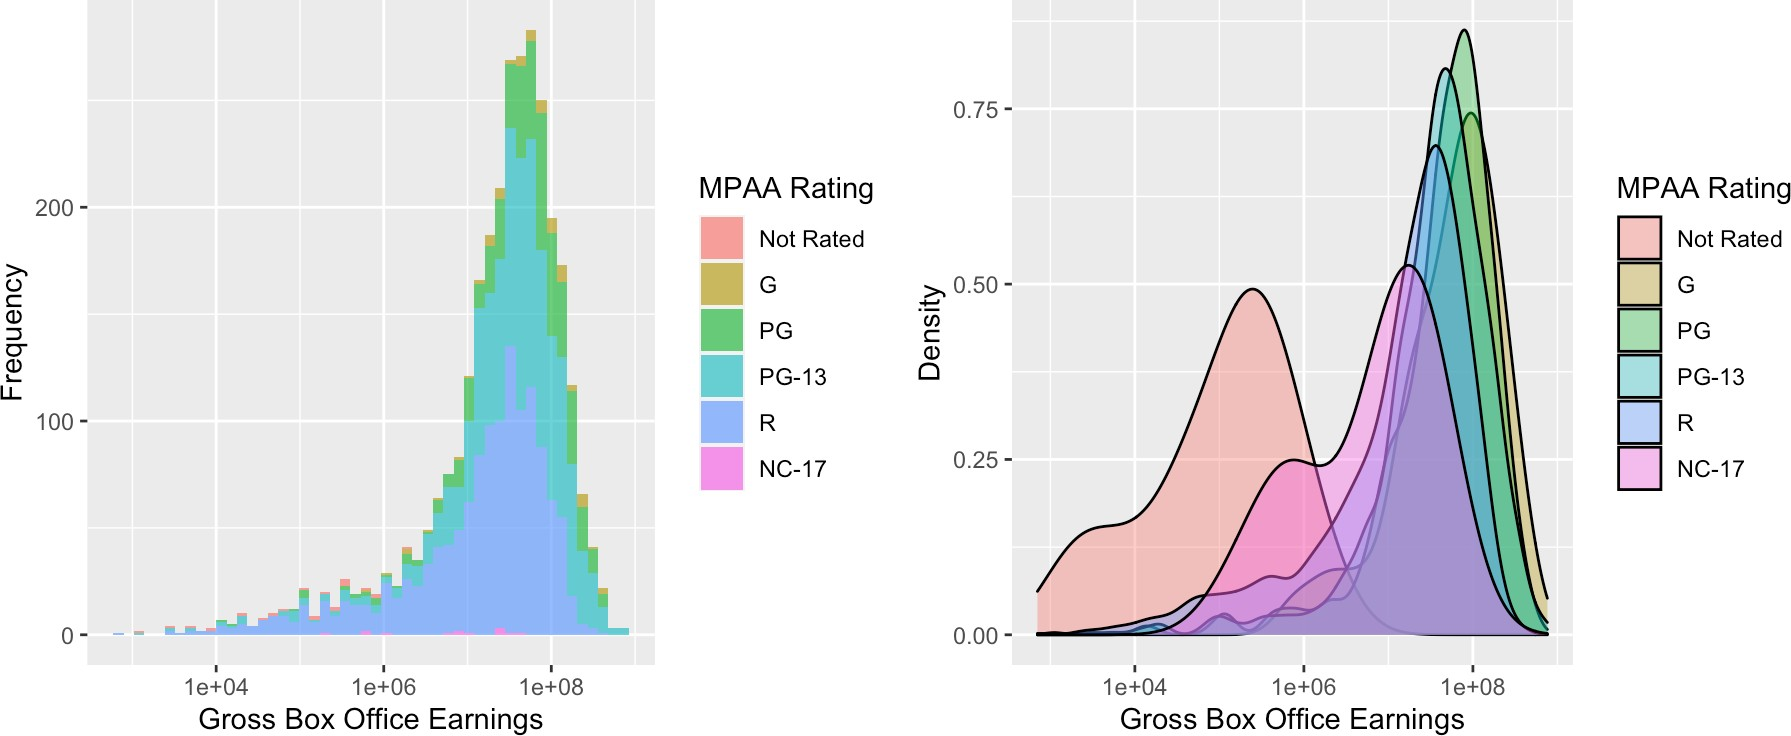 Frequency
200
100
0
1e+04
1e+06
1e+08
Gross Box Office Earnings
MPAA Rating
Not Rated
G
PG
PG-13
R
NC-17
Density
0.75
0.50
0.25
0.00
1e+04
1e+06
1e+08
Gross Box Office Earnings
MPAA Rating
Not Rated
G
PG
PG-13
R
NC-17